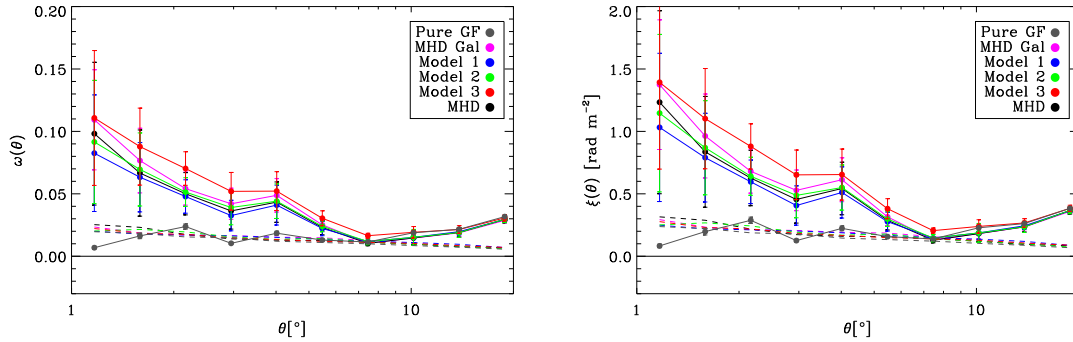 0.20
0.15
0.10
0.05
0.00
ω(θ)
Pure GF
MHD Gal
Model 1
Model 2
Model 3
MHD
1
10
θ[°]
2.0
1.5
1.0
0.5
0.0
ξ(θ) [rad m⁻²]
Pure GF
MHD Gal
Model 1
Model 2
Model 3
MHD
1
10
θ[°]